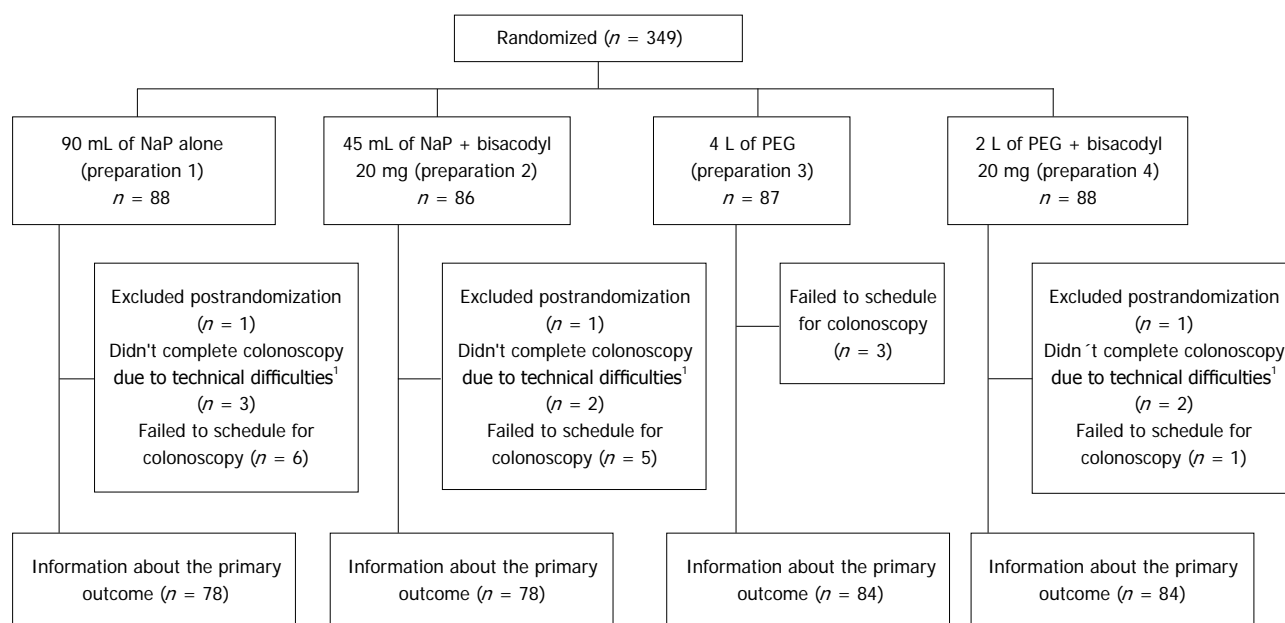 Randomized (n = 349)
90 mL of NaP alone
(preparation 1)
n = 88
45 mL of NaP + bisacodyl
20 mg (preparation 2)
n = 86
4 L of PEG
(preparation 3)
n = 87
2 L of PEG + bisacodyl
20 mg (preparation 4)
n = 88
Excluded postrandomization
(n = 1)
Didn't complete colonoscopy
due to technical difficulties¹
(n = 3)
Failed to schedule for
colonoscopy (n = 6)
Excluded postrandomization
(n = 1)
Didn't complete colonoscopy
due to technical difficulties¹
(n = 2)
Failed to schedule for
colonoscopy (n = 5)
Failed to schedule
for colonoscopy
(n = 3)
Excluded postrandomization
(n = 1)
Didn´t complete colonoscopy
due to technical difficulties¹
(n = 2)
Failed to schedule for
colonoscopy (n = 1)
Information about the primary
outcome (n = 78)
Information about the primary
outcome (n = 78)
Information about the primary
outcome (n = 84)
Information about the primary
outcome (n = 84)